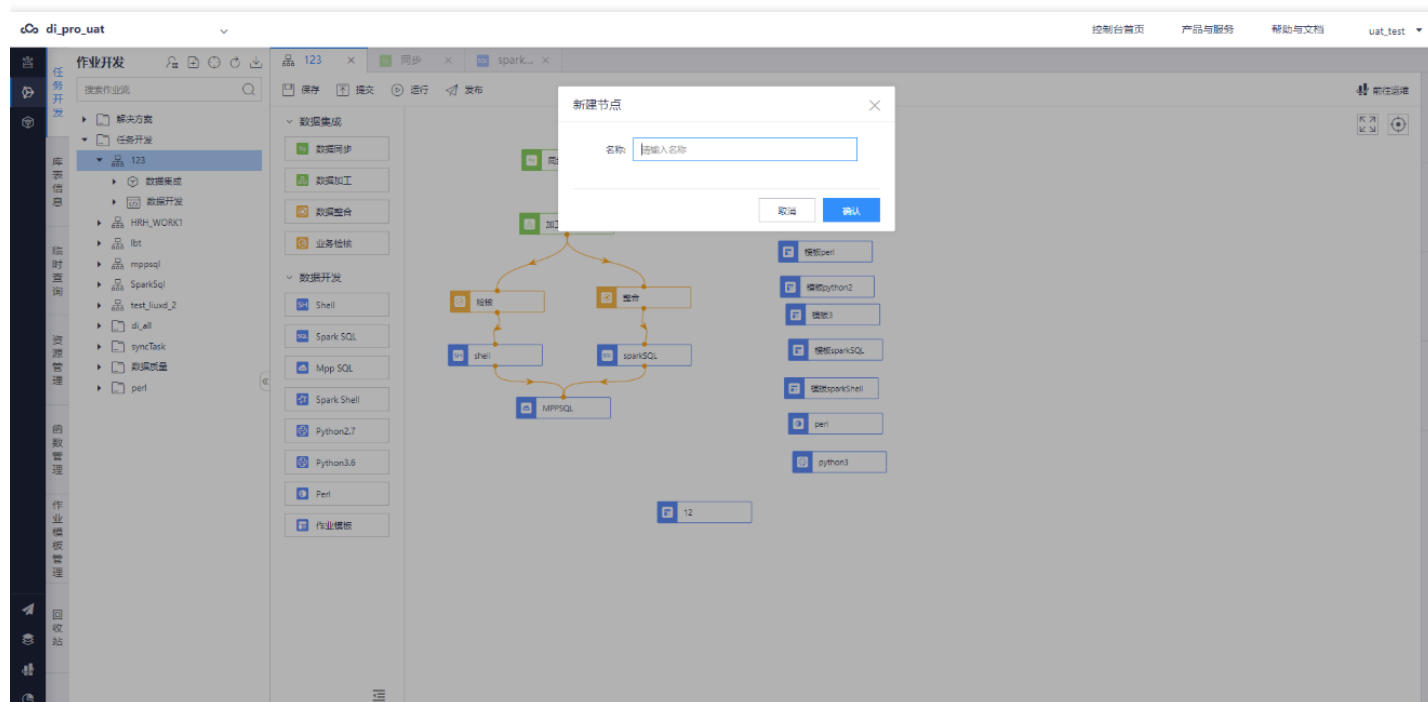 di_pro_uat
控制台首页
产品与服务
帮助与文档
uat_test
任务开发
库表信息
临时查询
资源管理
函数管理
作业模板管理
回收站
作业开发
搜索作业流
解决方案
任务开发
123
数据集成
数据开发
HRH_WORK1
lbt
mppsql
SparkSql
test_liuxd_2
di_all
syncTask
数据质量
perl
123
同步
spark...
保存
提交
运行
发布
前往运维
数据集成
数据同步
数据加工
数据整合
业务检核
数据开发
Shell
Spark SQL
Mpp SQL
Spark Shell
Python2.7
Python3.6
Perl
作业模板
新建节点
名称:
请输入名称
取消
确认
检核
整合
shell
sparkSQL
MPPSQL
模板perl
模板python2
模板3
模板sparkSQL
模板sparkShell
perl
python3
12